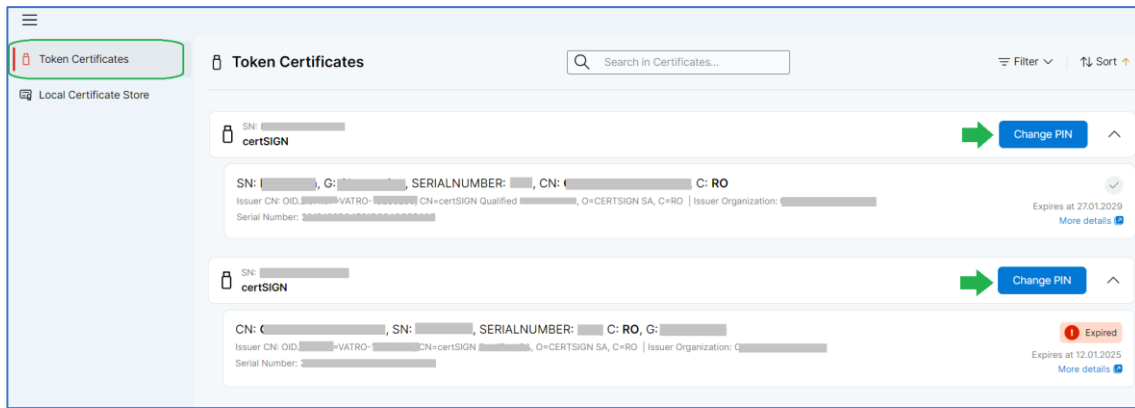 Token Certificates
Local Certificate Store
Token Certificates
Search in Certificates...
Filter
Sort
SN:
certSIGN
Change PIN
SN: , G: , SERIALNUMBER: , CN: , C: RO
Issuer CN: OID. =VATRO- , CN=certSIGN Qualified , O=CERTSIGN SA, C=RO | Issuer Organization:
Serial Number:
Expires at 27.01.2029
More details
SN:
certSIGN
Change PIN
CN: , SN: , SERIALNUMBER: C: RO, G:
Issuer CN: OID. =VATRO- CN=certSIGN , O=CERTSIGN SA, C=RO | Issuer Organization:
Serial Number:
Expired
Expires at 12.01.2025
More details